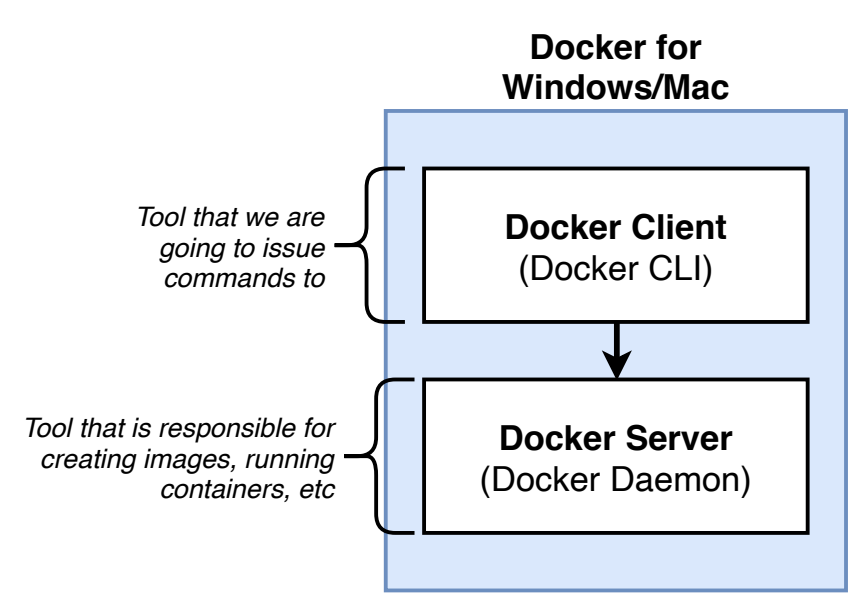 Docker for
Windows/Mac
Tool that we are
going to issue
commands to
Docker Client
(Docker CLI)
Tool that is responsible for
creating images, running
containers, etc
Docker Server
(Docker Daemon)